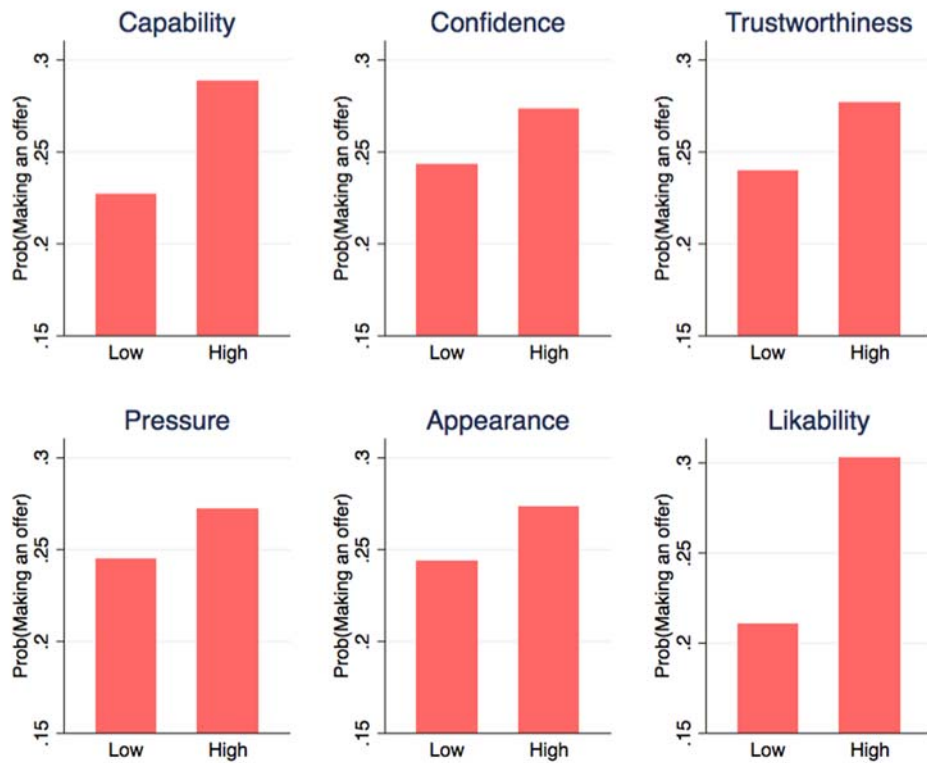 Capability
Prob(Making an offer)
.3
.25
.2
.15
Low High
Confidence
Prob(Making an offer)
.3
.25
.2
.15
Low High
Trustworthiness
Prob(Making an offer)
.3
.25
.2
.15
Low High
Pressure
Prob(Making an offer)
.3
.25
.2
.15
Low High
Appearance
Prob(Making an offer)
.3
.25
.2
.15
Low High
Likability
Prob(Making an offer)
.3
.25
.2
.15
Low High